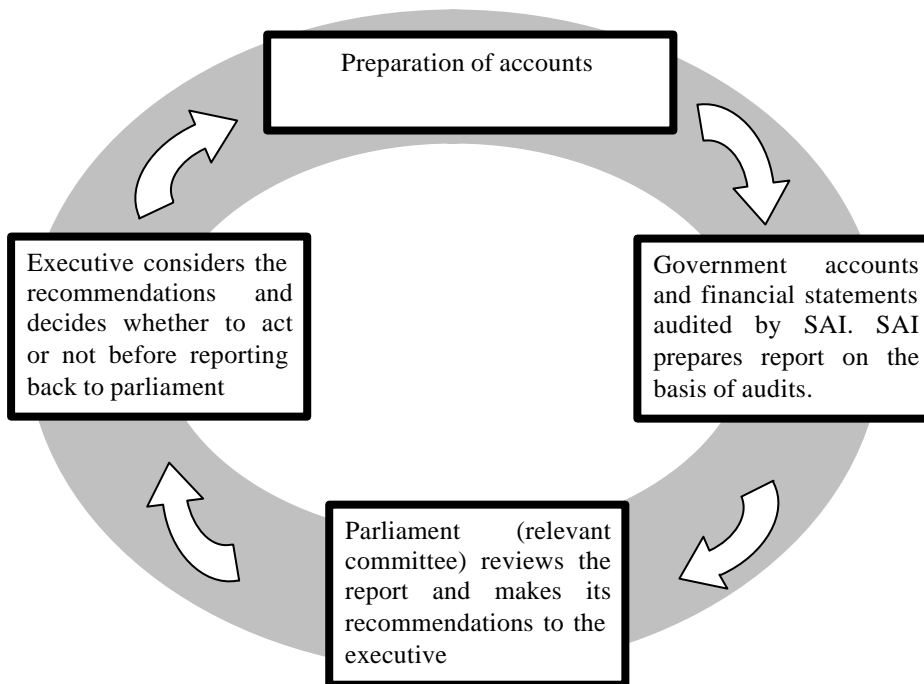 Preparation of accounts
Government accounts
and financial statements
audited by SAI. SAI
prepares report on the
basis of audits.
Parliament (relevant
committee) reviews the
report and makes its
recommendations to the
executive
Executive considers the
recommendations and
decides whether to act
or not before reporting
back to parliament